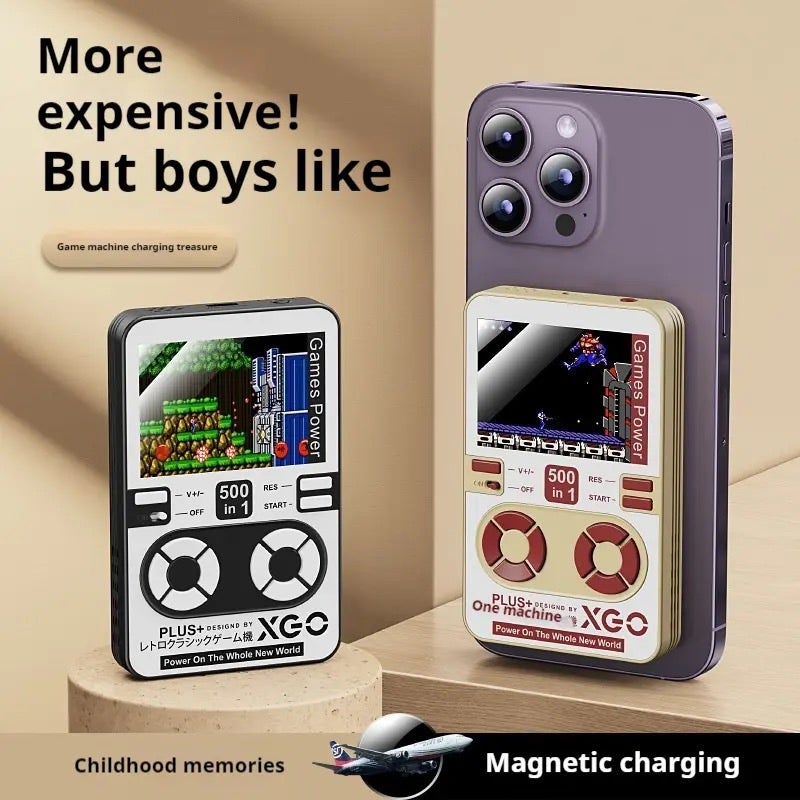 More
expensive!
But boys like
Game machine charging treasure
Games Power
V+/-
OFF
500
in 1
RES
START
PLUS+ DESIGND BY XGO
レトロクラシックゲーム機
Power On The Whole New World
Games Power
V+/-
ON
OFF
500
in 1
RES
START
PLUS+ DESIGND BY XGO
One machine
Power On The Whole New World
Childhood memories
Magnetic charging